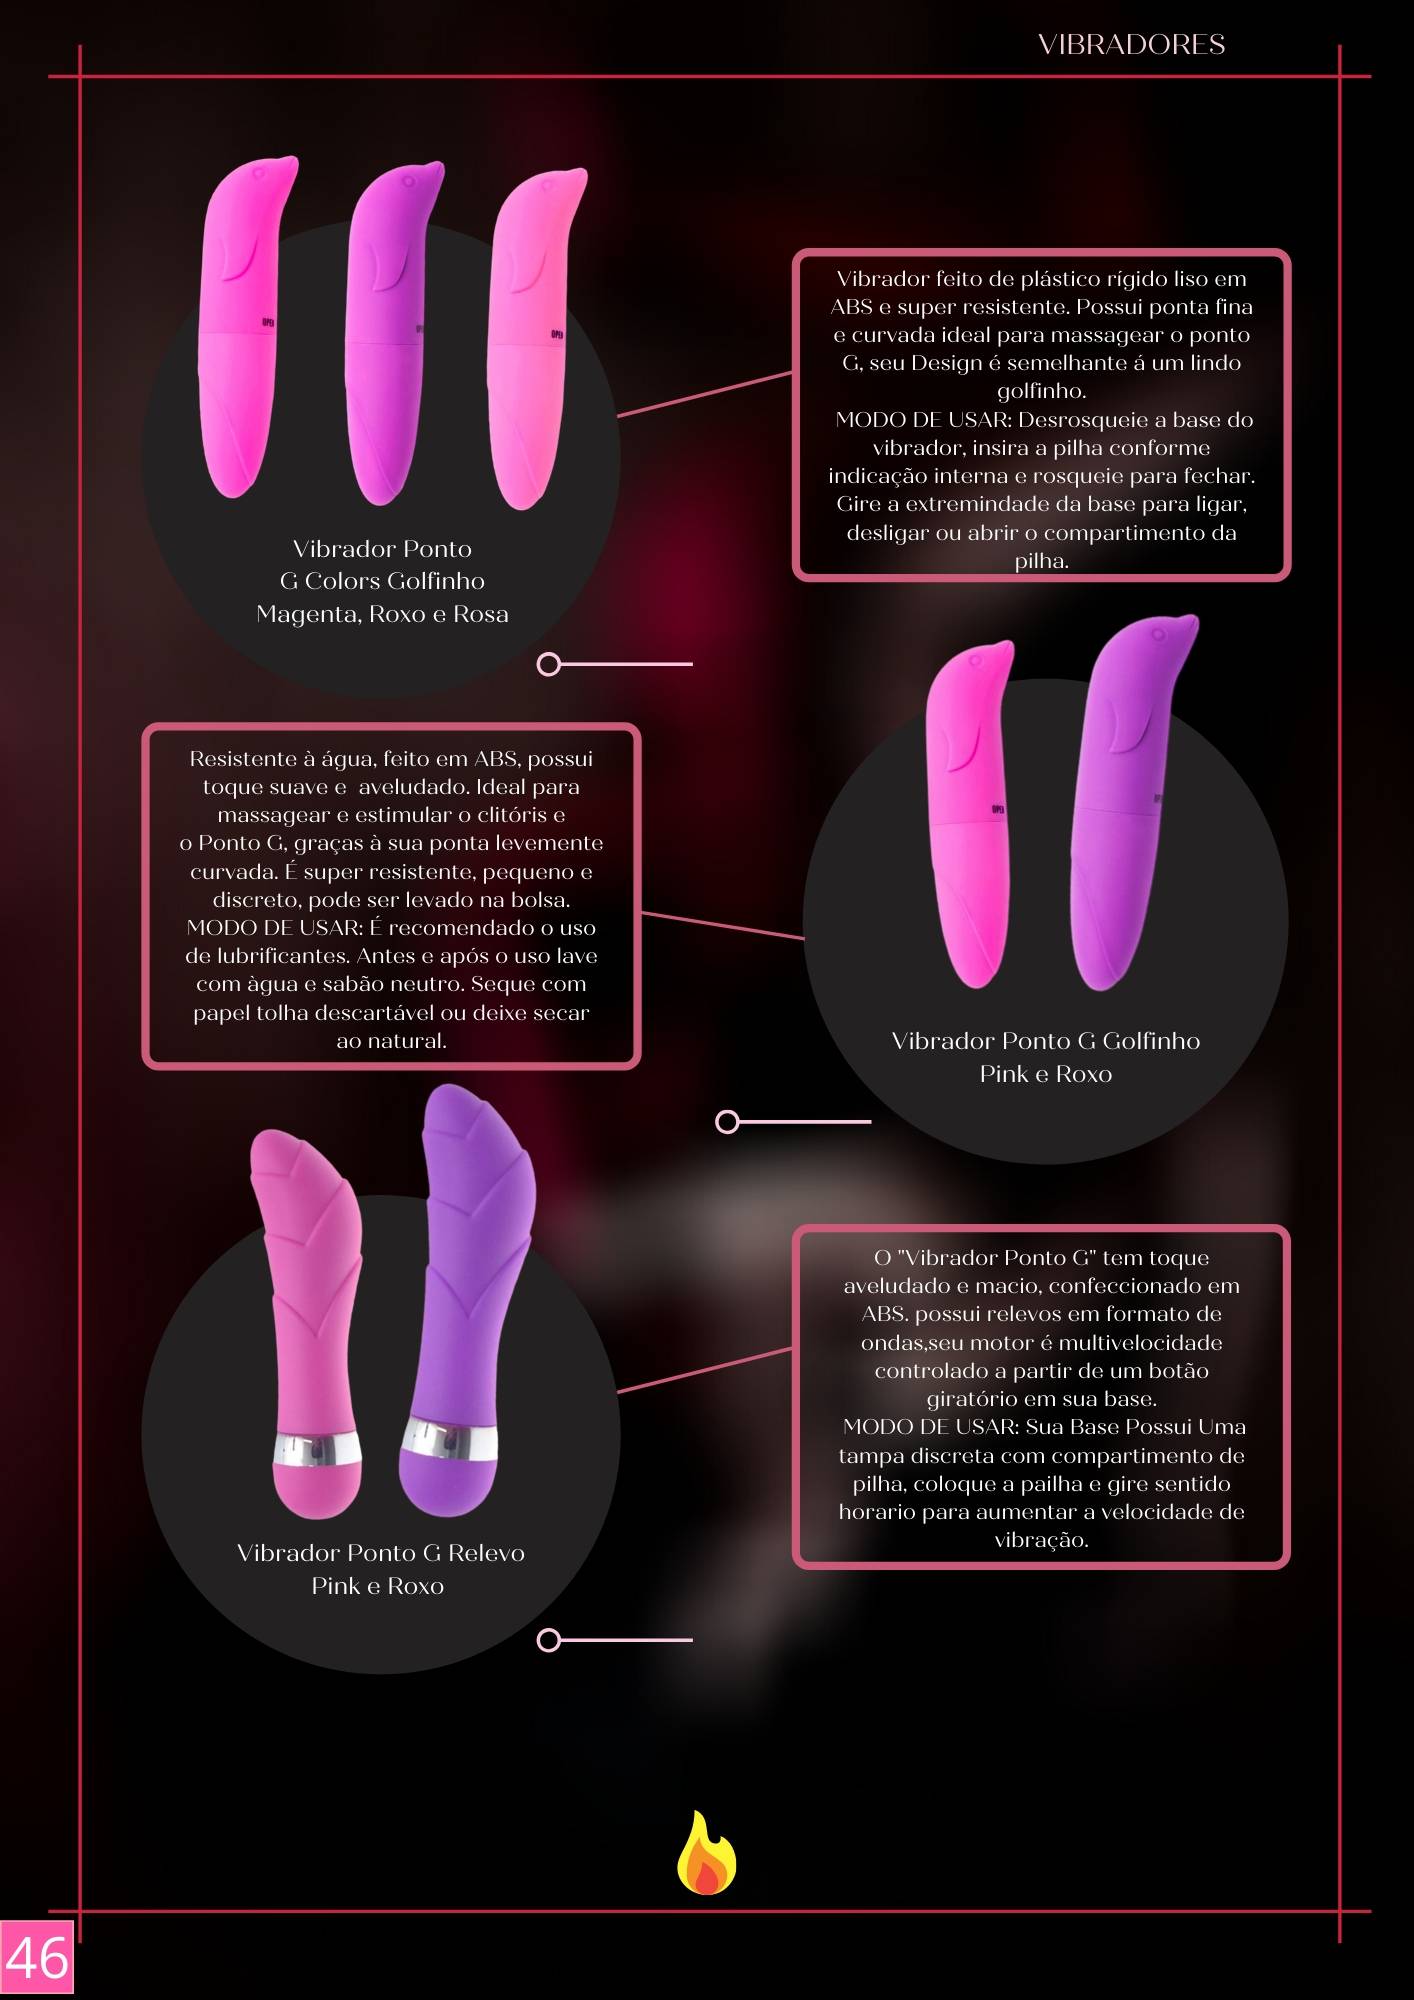 VIBRADORES
OPEN
OPEN
Vibrador Ponto
G Colors Golfinho
Magenta, Roxo e Rosa
Vibrador feito de plástico rígido liso em
ABS e super resistente. Possui ponta fina
e curvada ideal para massagear o ponto
G, seu Design é semelhante á um lindo
golfinho.
MODO DE USAR: Desrosqueie a base do
vibrador, insira a pilha conforme
indicação interna e rosqueie para fechar.
Gire a extremindade da base para ligar,
desligar ou abrir o compartimento da
pilha.
Resistente à água, feito em ABS, possui
toque suave e  aveludado. Ideal para
massagear e estimular o clitóris e
o Ponto G, graças à sua ponta levemente
curvada. É super resistente, pequeno e
discreto, pode ser levado na bolsa.
MODO DE USAR: É recomendado o uso
de lubrificantes. Antes e após o uso lave
com àgua e sabão neutro. Seque com
papel tolha descartável ou deixe secar
ao natural.
OPEN
Vibrador Ponto G Golfinho
Pink e Roxo
Vibrador Ponto G Relevo
Pink e Roxo
O "Vibrador Ponto G" tem toque
aveludado e macio, confeccionado em
ABS. possui relevos em formato de
ondas,seu motor é multivelocidade
controlado a partir de um botão
giratório em sua base.
MODO DE USAR: Sua Base Possui Uma
tampa discreta com compartimento de
pilha, coloque a pailha e gire sentido
horario para aumentar a velocidade de
vibração.
46